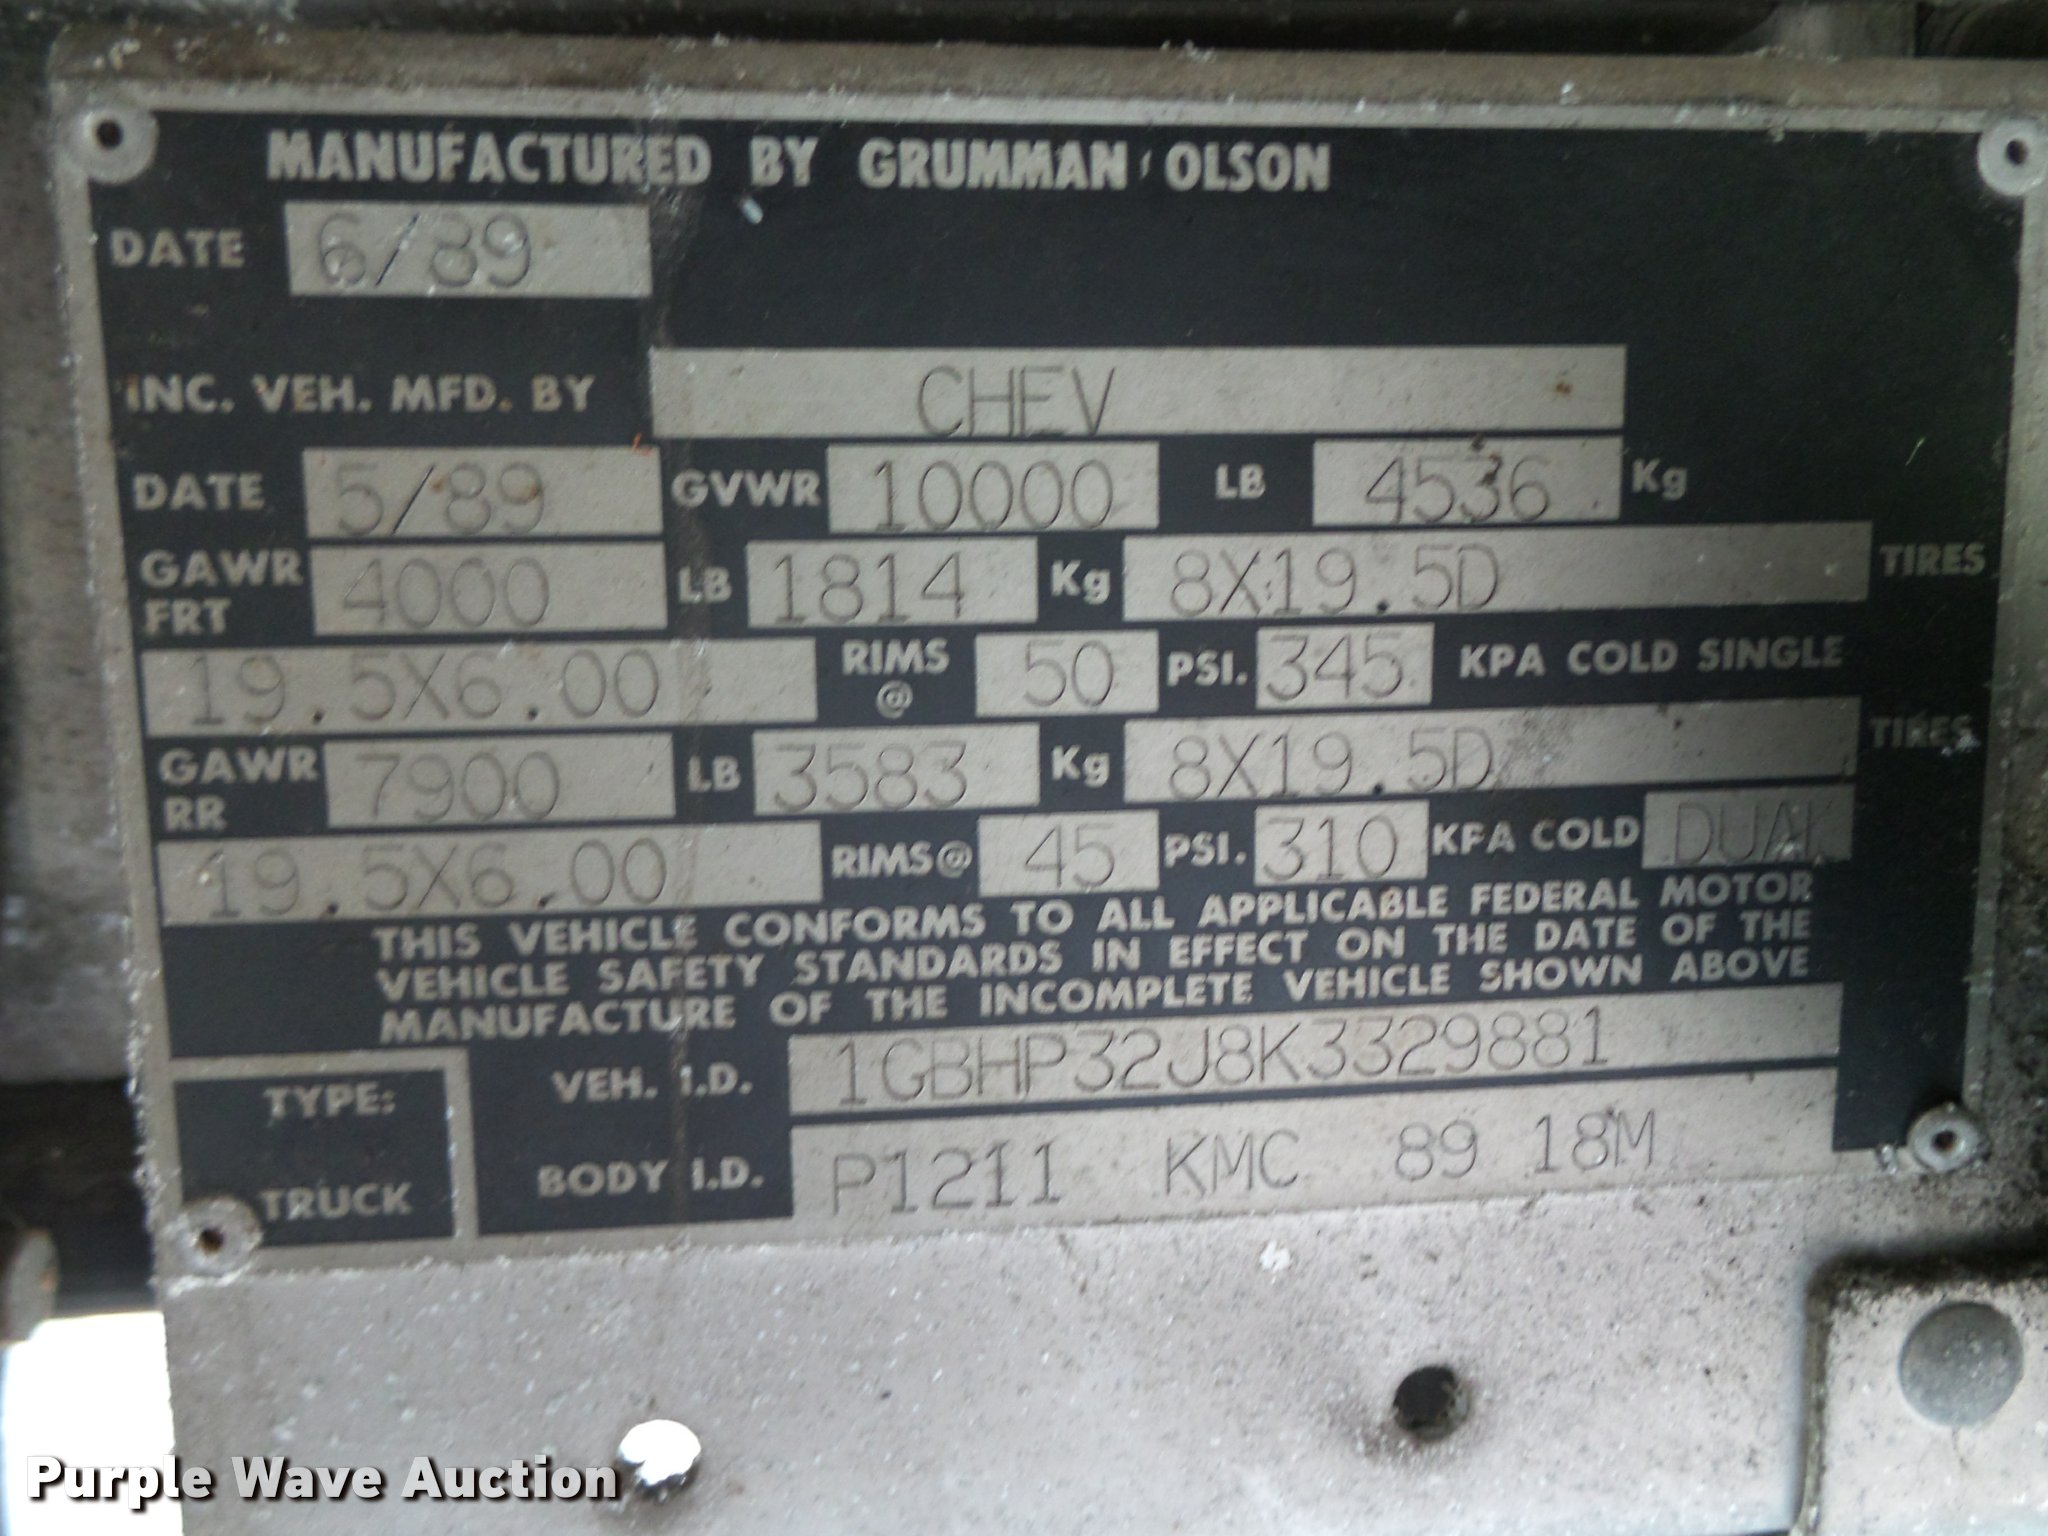 MANUFACTURED BY GRUMMAN OLSON
DATE 6/89
INC. VEH. MFD. BY CHEV
DATE 5/89 GVWR 10000 LB 4536 Kg
GAWR FRT 4000 LB 1814 Kg 8X19.5D TIRES
19.5X6.00 RIMS @ 50 PSI. 345 KPA COLD SINGLE
GAWR RR 7900 LB 3583 Kg 8X19.5D TIRES
19.5X6.00 RIMS @ 45 PSI. 310 KPA COLD DUAL
THIS VEHICLE CONFORMS TO ALL APPLICABLE FEDERAL MOTOR
VEHICLE SAFETY STANDARDS IN EFFECT ON THE DATE OF THE
MANUFACTURE OF THE INCOMPLETE VEHICLE SHOWN ABOVE
TYPE: VEH. I.D. 1GBHP32J8K3329881
TRUCK BODY I.D. P1211 KMC 89 18M
Purple Wave Auction